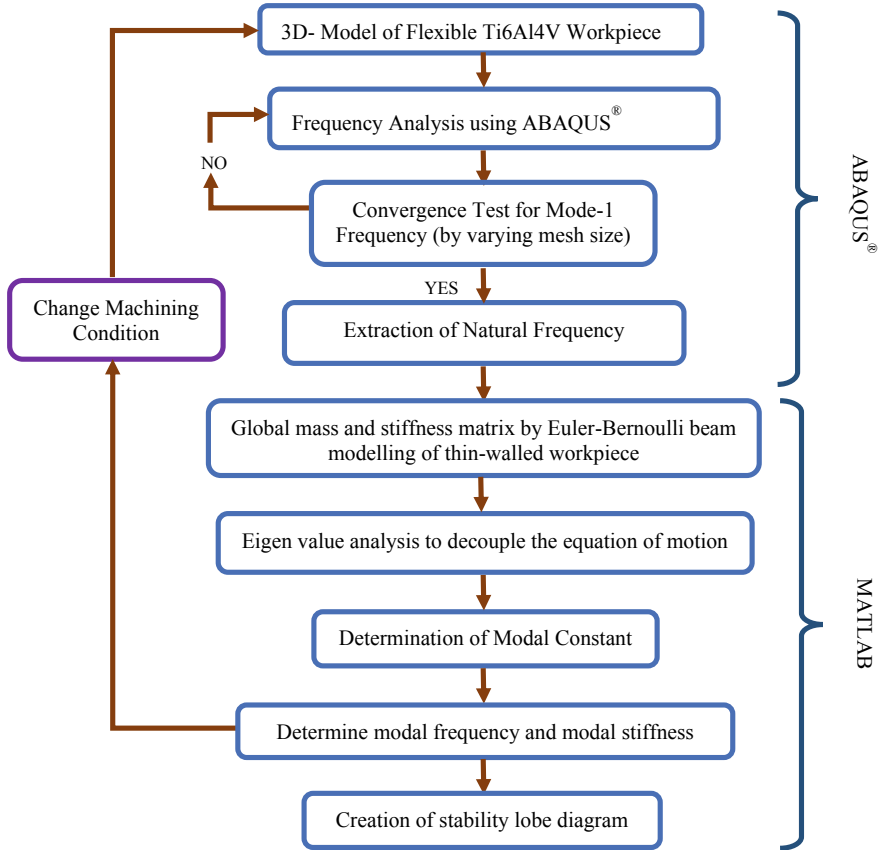 3D- Model of Flexible Ti6Al4V Workpiece
Frequency Analysis using ABAQUS®
NO
Convergence Test for Mode-1
Frequency (by varying mesh size)
YES
Extraction of Natural Frequency
Change Machining
Condition
Global mass and stiffness matrix by Euler-Bernoulli beam
modelling of thin-walled workpiece
Eigen value analysis to decouple the equation of motion
Determination of Modal Constant
Determine modal frequency and modal stiffness
Creation of stability lobe diagram
ABAQUS®
MATLAB